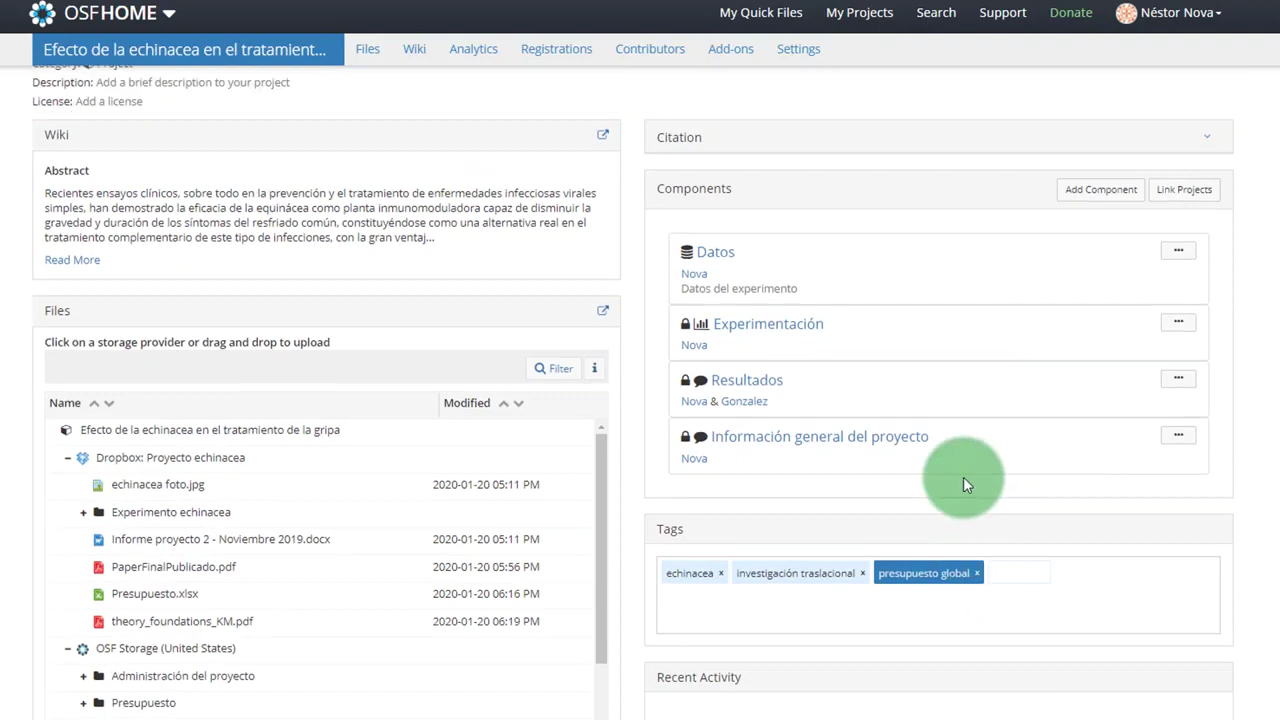 OSFHOME
My Quick Files
My Projects
Search
Support
Donate
Néstor Nova
Efecto de la echinacea en el tratamient...
Files
Wiki
Analytics
Registrations
Contributors
Add-ons
Settings
Category: Project
Description: Add a brief description to your project
License: Add a license
Wiki
Abstract
Recientes ensayos clínicos, sobre todo en la prevención y el tratamiento de enfermedades infecciosas virales
simples, han demostrado la eficacia de la equinácea como planta inmunomoduladora capaz de disminuir la
gravedad y duración de los síntomas del resfriado común, constituyéndose como una alternativa real en el
tratamiento complementario de este tipo de infecciones, con la gran ventaj...
Read More
Files
Click on a storage provider or drag and drop to upload
Filter
Name
Modified
Efecto de la echinacea en el tratamiento de la gripa
Dropbox: Proyecto echinacea
echinacea foto.jpg 2020-01-20 05:11 PM
Experimento echinacea
Informe proyecto 2 - Noviembre 2019.docx 2020-01-20 05:11 PM
PaperFinalPublicado.pdf 2020-01-20 05:56 PM
Presupuesto.xlsx 2020-01-20 06:16 PM
theory_foundations_KM.pdf 2020-01-20 06:19 PM
OSF Storage (United States)
Administración del proyecto
Presupuesto
Citation
Components
Add Component
Link Projects
Datos
Nova
Datos del experimento
Experimentación
Nova
Resultados
Nova & Gonzalez
Información general del proyecto
Nova
Tags
echinacea × investigación traslacional × presupuesto global ×
Recent Activity